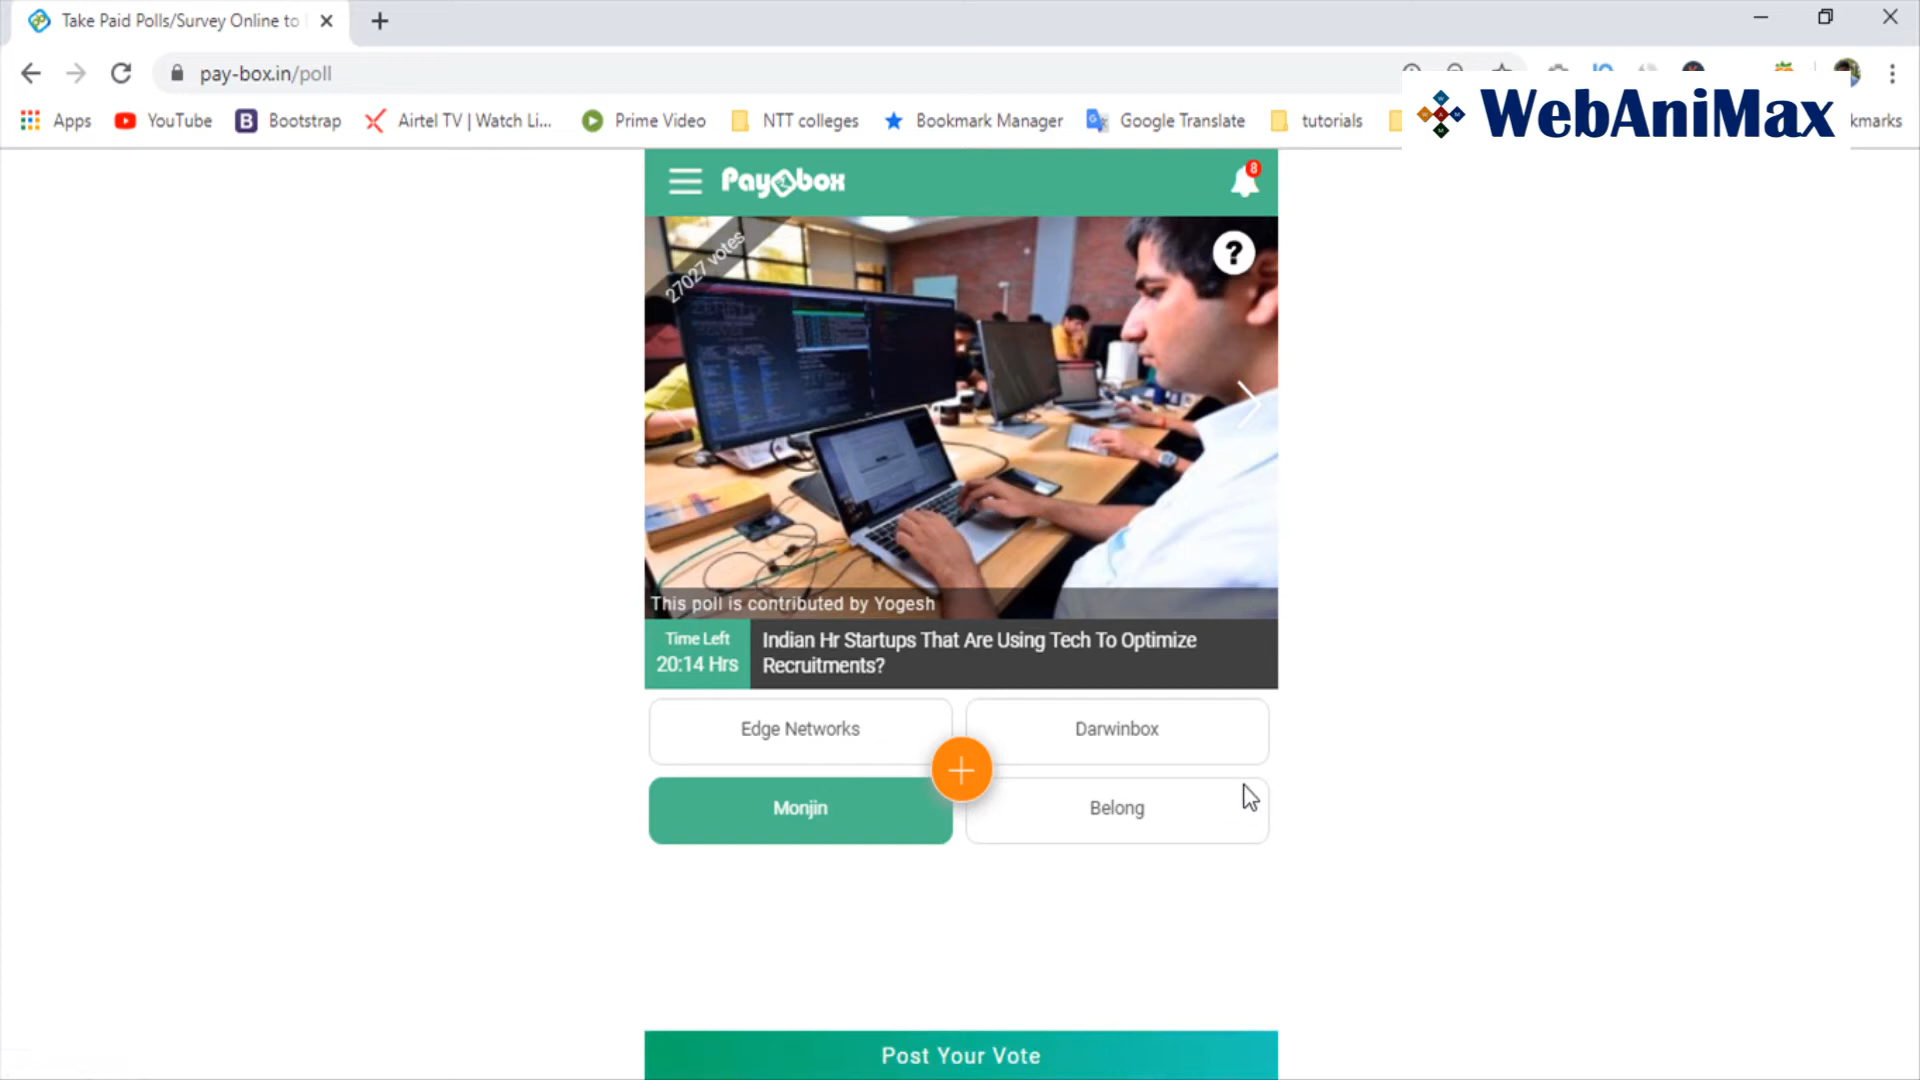 Take Paid Polls/Survey Online to
pay-box.in/poll
Apps
YouTube
Bootstrap
Airtel TV | Watch Li...
Prime Video
NTT colleges
Bookmark Manager
Google Translate
tutorials
kmarks
WebAniMax
Paybox
8
27027 votes
?
This poll is contributed by Yogesh
Time Left
20:14 Hrs
Indian Hr Startups That Are Using Tech To Optimize
Recruitments?
Edge Networks
Darwinbox
Monjin
Belong
Post Your Vote